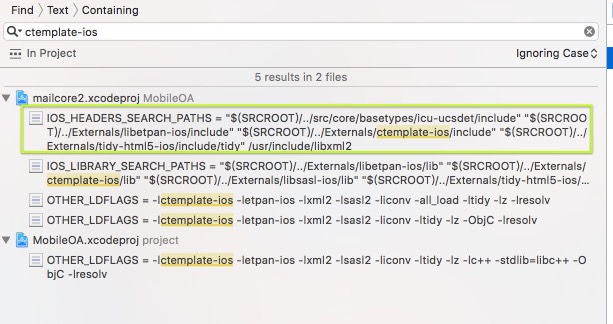 Find › Text › Containing
ctemplate-ios
In Project
Ignoring Case
5 results in 2 files
mailcore2.xcodeproj MobileOA
IOS_HEADERS_SEARCH_PATHS = "$(SRCROOT)/../src/core/basetypes/icu-ucsdet/include" "$(SRCROO
T)/../Externals/libetpan-ios/include" "$(SRCROOT)/../Externals/ctemplate-ios/include" "$(SRCROOT)/../
Externals/tidy-html5-ios/include/tidy" /usr/include/libxml2
IOS_LIBRARY_SEARCH_PATHS = "$(SRCROOT)/../Externals/libetpan-ios/lib" "$(SRCROOT)/../Externals/
ctemplate-ios/lib" "$(SRCROOT)/../Externals/libsasl-ios/lib" "$(SRCROOT)/../Externals/tidy-html5-ios/...
OTHER_LDFLAGS = -lctemplate-ios -letpan-ios -lxml2 -lsasl2 -liconv -all_load -ltidy -lz -lresolv
OTHER_LDFLAGS = -lctemplate-ios -letpan-ios -lxml2 -lsasl2 -liconv -ltidy -lz -ObjC -lresolv
MobileOA.xcodeproj project
OTHER_LDFLAGS = -lctemplate-ios -letpan-ios -lxml2 -lsasl2 -liconv -ltidy -lz -lc++ -stdlib=libc++ -O
bjC -lresolv